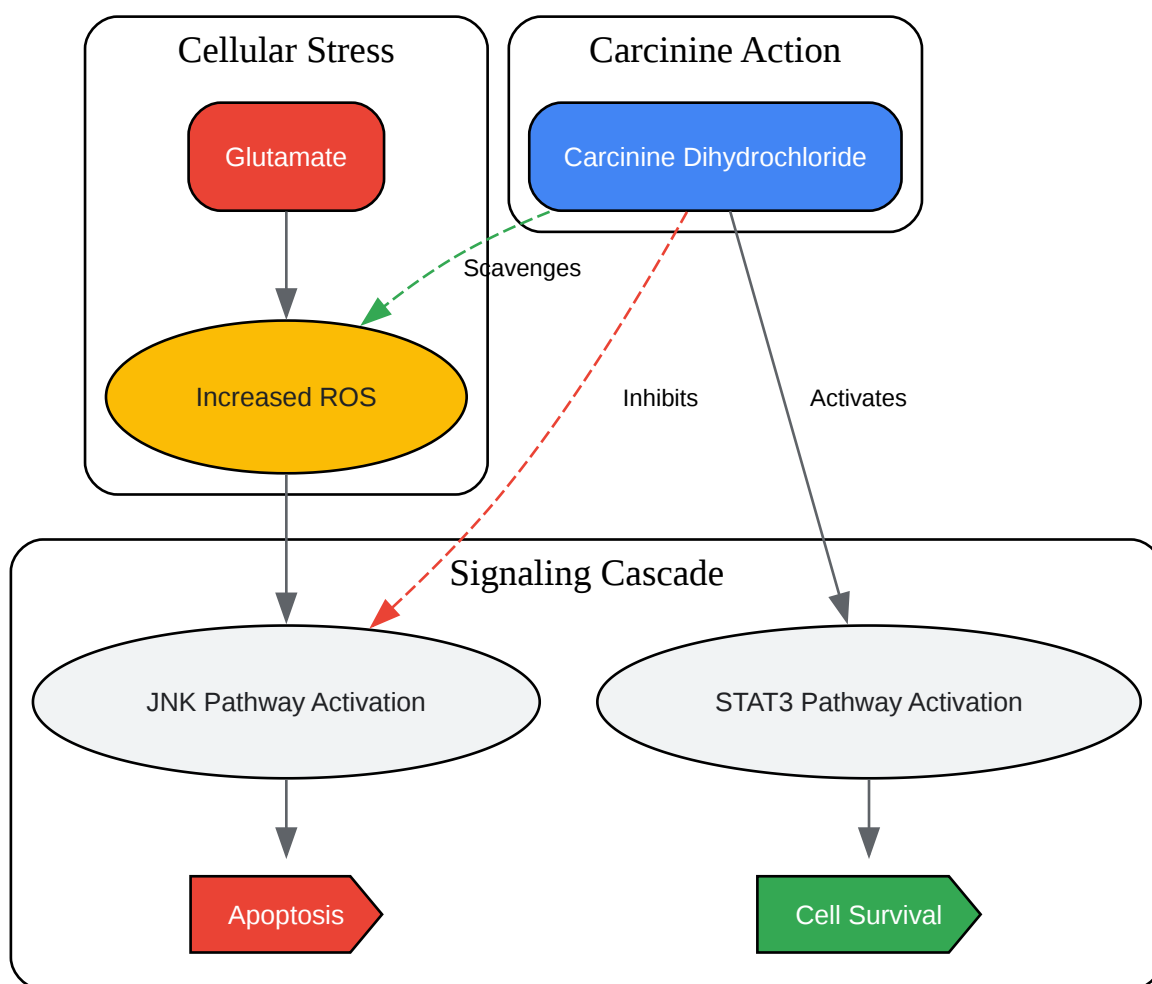 Cellular Stress
Carcinine Action
Glutamate
Carcinine Dihydrochloride
Scavenges
Increased ROS
Inhibits
Activates
Signaling Cascade
JNK Pathway Activation
STAT3 Pathway Activation
Apoptosis
Cell Survival